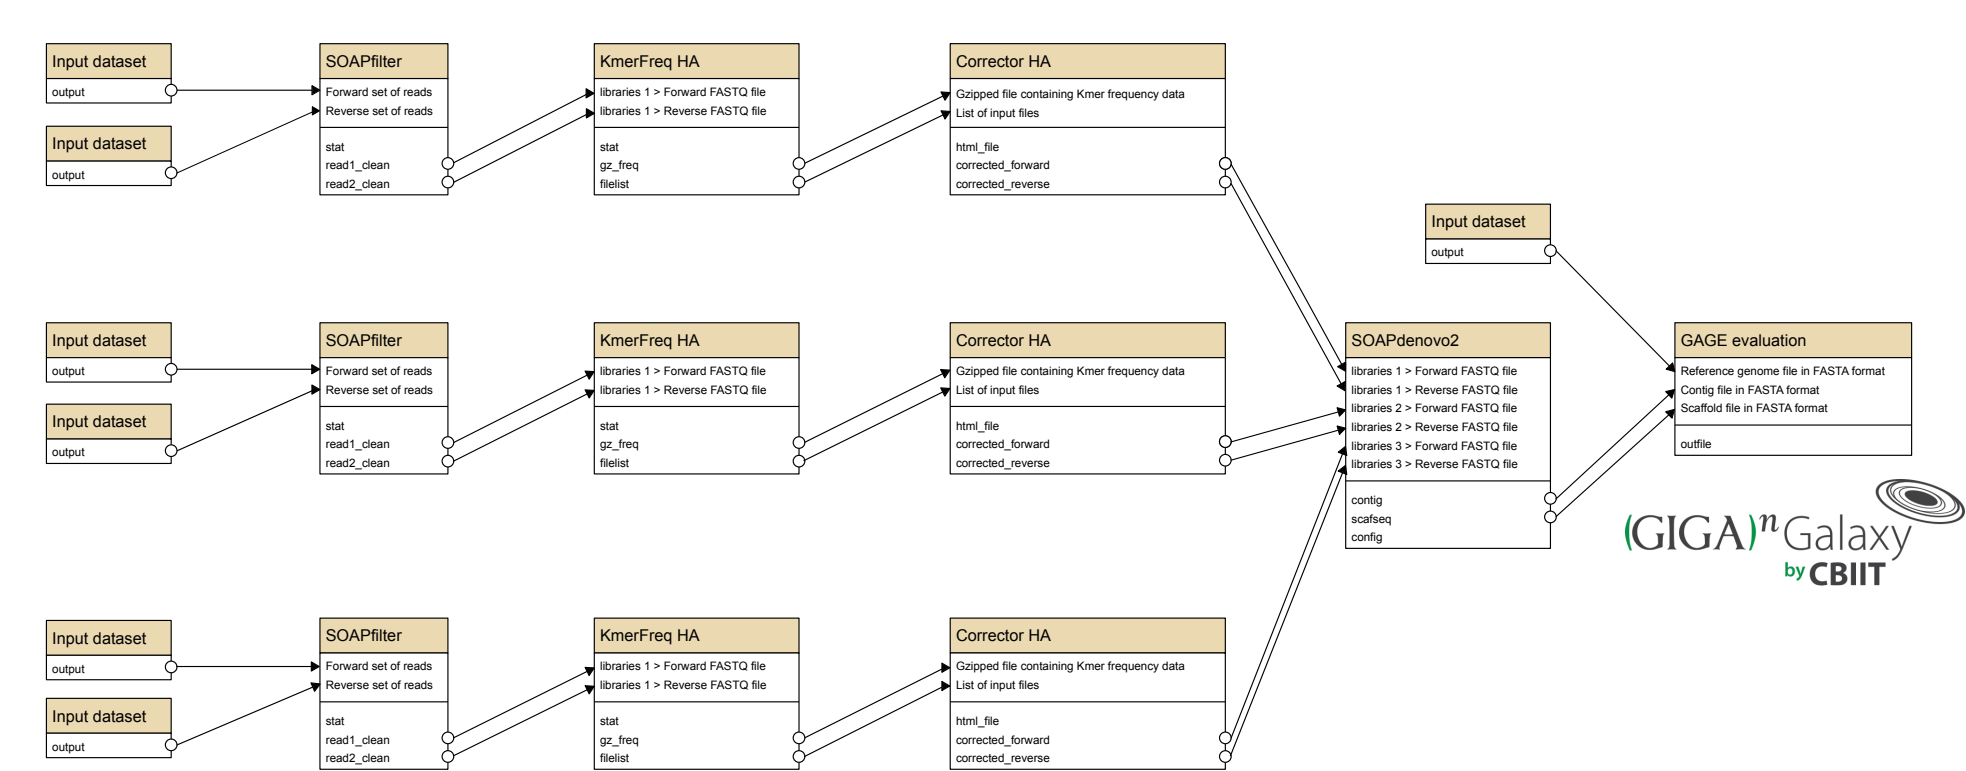 Input dataset
output
Input dataset
output
SOAPfilter
Forward set of reads
Reverse set of reads
stat
read1_clean
read2_clean
KmerFreq HA
libraries 1 > Forward FASTQ file
libraries 1 > Reverse FASTQ file
stat
gz_freq
filelist
Corrector HA
Gzipped file containing Kmer frequency data
List of input files
html_file
corrected_forward
corrected_reverse
Input dataset
output
Input dataset
output
Input dataset
output
SOAPfilter
Forward set of reads
Reverse set of reads
stat
read1_clean
read2_clean
KmerFreq HA
libraries 1 > Forward FASTQ file
libraries 1 > Reverse FASTQ file
stat
gz_freq
filelist
Corrector HA
Gzipped file containing Kmer frequency data
List of input files
html_file
corrected_forward
corrected_reverse
SOAPdenovo2
libraries 1 > Forward FASTQ file
libraries 1 > Reverse FASTQ file
libraries 2 > Forward FASTQ file
libraries 2 > Reverse FASTQ file
libraries 3 > Forward FASTQ file
libraries 3 > Reverse FASTQ file
contig
scafseq
config
GAGE evaluation
Reference genome file in FASTA format
Contig file in FASTA format
Scaffold file in FASTA format
outfile
(GIGA)n Galaxy
by CBIIT
Input dataset
output
Input dataset
output
SOAPfilter
Forward set of reads
Reverse set of reads
stat
read1_clean
read2_clean
KmerFreq HA
libraries 1 > Forward FASTQ file
libraries 1 > Reverse FASTQ file
stat
gz_freq
filelist
Corrector HA
Gzipped file containing Kmer frequency data
List of input files
html_file
corrected_forward
corrected_reverse